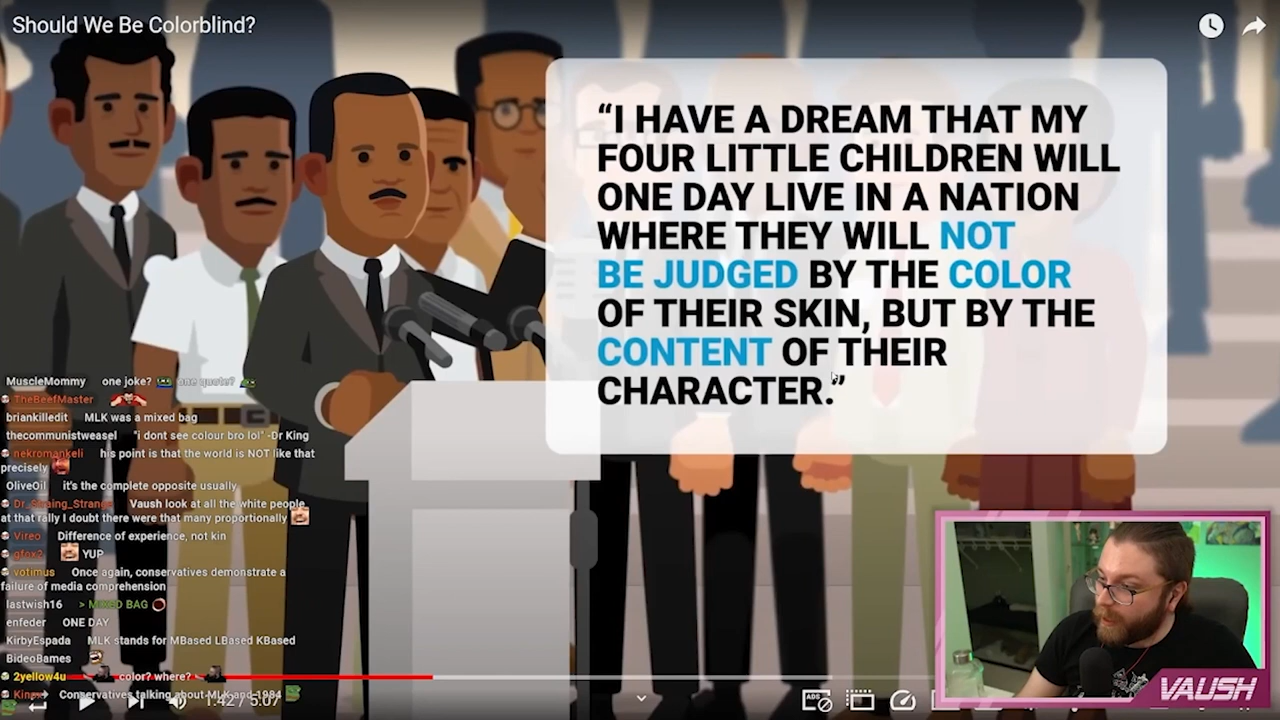 Should We Be Colorblind?
“I HAVE A DREAM THAT MY
FOUR LITTLE CHILDREN WILL
ONE DAY LIVE IN A NATION
WHERE THEY WILL NOT
BE JUDGED BY THE COLOR
OF THEIR SKIN, BUT BY THE
CONTENT OF THEIR
CHARACTER.”
MuscleMommy one joke? one quote?
TheBeefMaster
briankilledit MLK was a mixed bag
thecommunistweasel "i dont see colour bro lol" -Dr King
nekromankeli his point is that the world is NOT like that
precisely
OliveOil it's the complete opposite usually
Vaush look at all the white people
at that rally I doubt there were that many proportionally
Vireo Difference of experience, not kin
gfnx2 YUP
votimus Once again, conservatives demonstrate a
failure of media comprehension
lastwish16 > MIXED BAG
enfeder ONE DAY
KirbyEspada MLK stands for MBased LBased KBased
BideoBames
2yellow4u color? where?
Conservatives talking about MLK and 1984
1:42 / 5:07
ADS
VAUSH